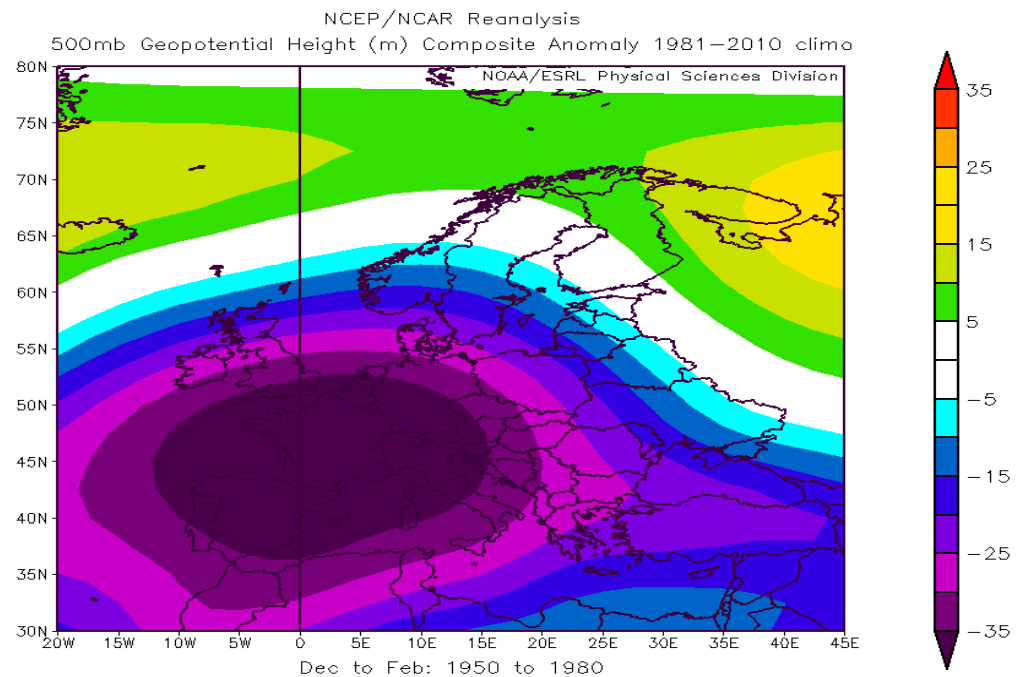 NCEP/NCAR Reanalysis
500mb Geopotential Height (m) Composite Anomaly 1981-2010 climo
NOAA/ESRL Physical Sciences Division
80N
75N
70N
65N
60N
55N
50N
45N
40N
35N
30N
20W 15W 10W 5W 0 5E 10E 15E 20E 25E 30E 35E 40E 45E
Dec to Feb: 1950 to 1980
35
25
15
5
-5
-15
-25
-35